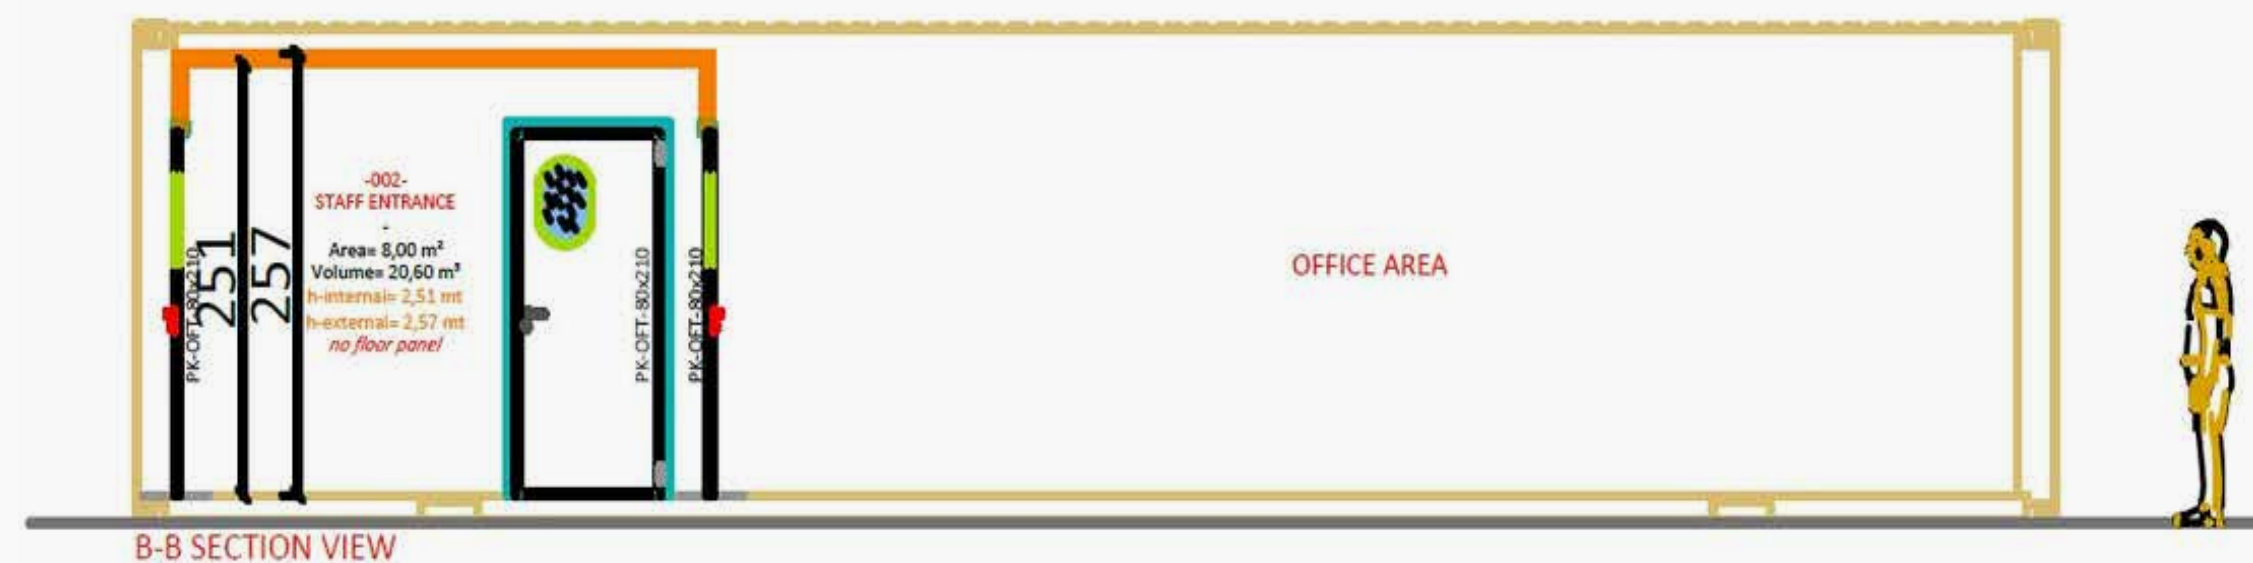 -002-
STAFF ENTRANCE
-
Area= 8,00 m²
Volume= 20,60 m³
h-internal= 2,51 mt
h-external= 2,57 mt
no floor panel
PK-OFT-80x210
251
257
PK-OFT-80x210
PK-OFT-80x210
OFFICE AREA
B-B SECTION VIEW